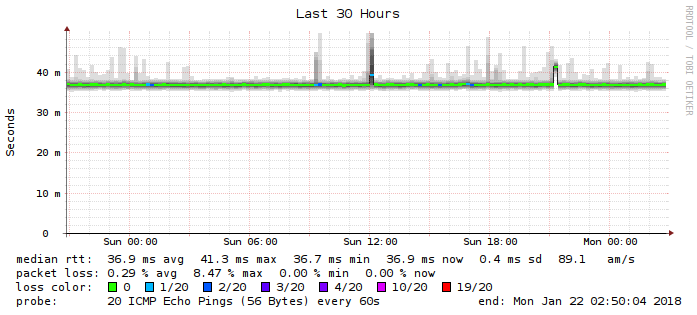 Last 30 Hours
RRDTOOL / TOBI OETIKER
Seconds
40 m
30 m
20 m
10 m
0
Sun 00:00 Sun 06:00 Sun 12:00 Sun 18:00 Mon 00:00
median rtt: 36.9 ms avg 41.3 ms max 36.7 ms min 36.9 ms now 0.4 ms sd 89.1 am/s
packet loss: 0.29 % avg 8.47 % max 0.00 % min 0.00 % now
loss color: 0 1/20 2/20 3/20 4/20 10/20 19/20
probe: 20 ICMP Echo Pings (56 Bytes) every 60s end: Mon Jan 22 02:50:04 2018